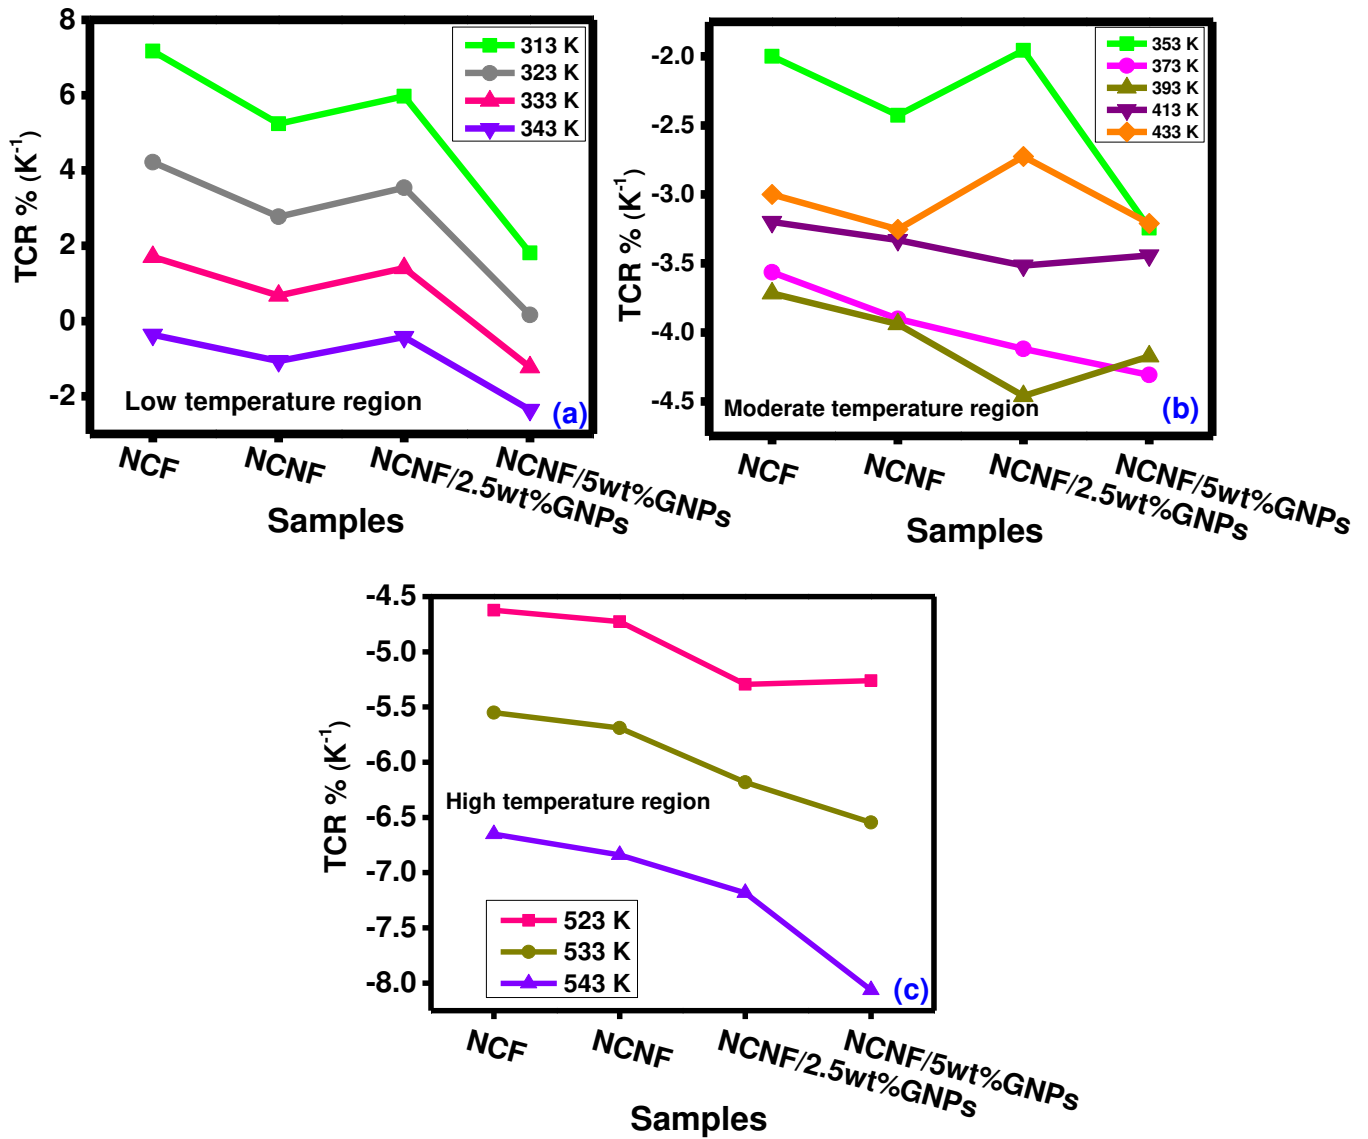 8
6
4
2
0
-2
TCR % (K⁻¹)
313 K
323 K
333 K
343 K
Low temperature region
(a)
NCF
NCNF
NCNF/2.5wt%GNPs
NCNF/5wt%GNPs
Samples
-2.0
-2.5
-3.0
-3.5
-4.0
-4.5
TCR % (K⁻¹)
353 K
373 K
393 K
413 K
433 K
Moderate temperature region
(b)
NCF
NCNF
NCNF/2.5wt%GNPs
NCNF/5wt%GNPs
Samples
-4.5
-5.0
-5.5
-6.0
-6.5
-7.0
-7.5
-8.0
TCR % (K⁻¹)
High temperature region
523 K
533 K
543 K
(c)
NCF
NCNF
NCNF/2.5wt%GNPs
NCNF/5wt%GNPs
Samples